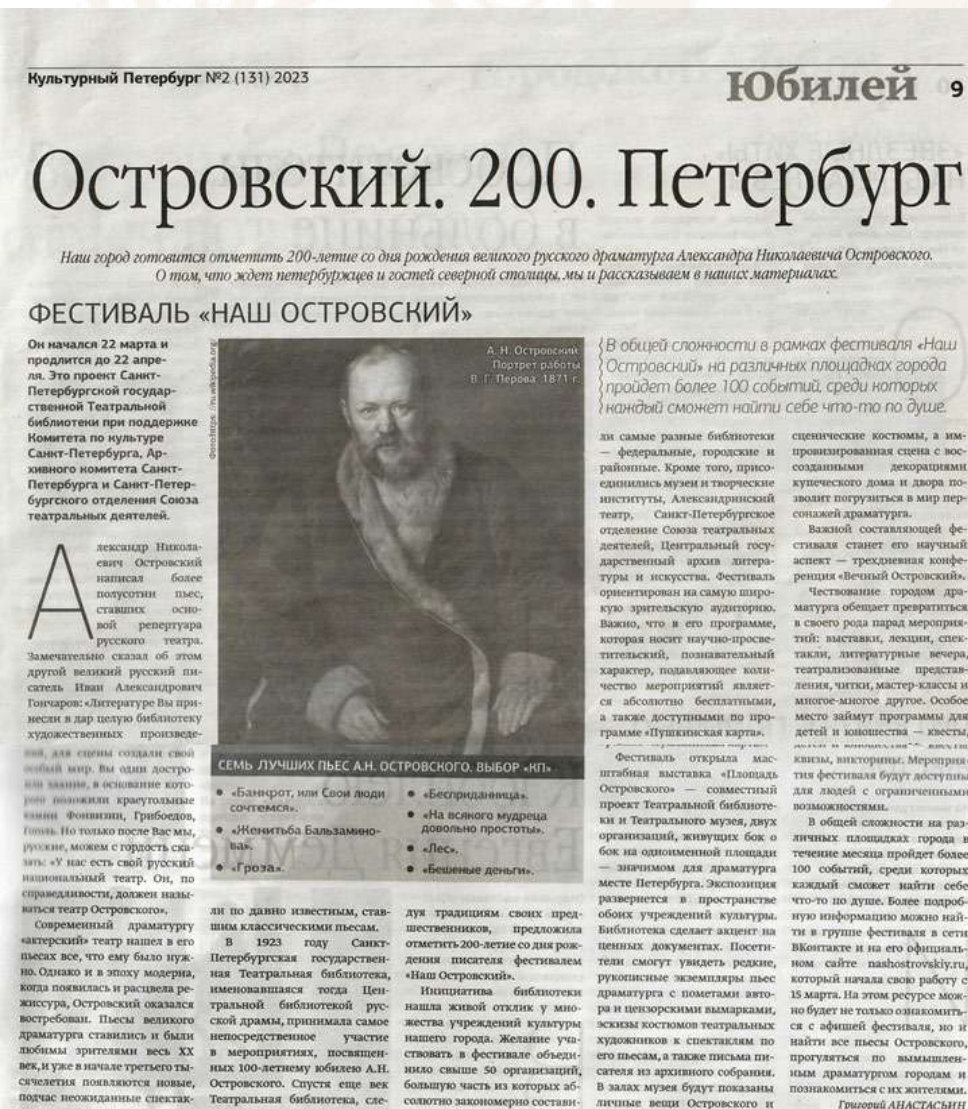 Культурный Петербург №2 (131) 2023
Юбилей 9
Островский. 200. Петербург
Наш город готовится отметить 200-летие со дня рождения великого русского драматурга Александра Николаевича Островского.
О том, что ждет петербуржцев и гостей северной столицы, мы и рассказываем в наших материалах.
ФЕСТИВАЛЬ «НАШ ОСТРОВСКИЙ»
Он начался 22 марта и
продлится до 22 апре-
ля. Это проект Санкт-
Петербургской государ-
ственной Театральной
библиотеки при поддержке
Комитета по культуре
Санкт-Петербурга, Ар-
хивного комитета Санкт-
Петербурга и Санкт-Петер-
бургского отделения Союза
театральных деятелей.
Александр Никола-
евич Островский
написал более
полусотни пьес,
ставших осно-
вой репертуара
русского театра.
Замечательно сказал об этом
другой великий русский пи-
сатель Иван Александрович
Гончаров: «Литературе Вы при-
несли в дар целую библиотеку
художественных произведе-
ний, для сцены создали свой
особый мир. Вы один достро-
или здание, в основание кото-
рого положили краеугольные
камни Фонвизин, Грибоедов,
Гоголь. Но только после Вас мы,
русские, можем с гордость ска-
зать: «У нас есть свой русский
национальный театр. Он, по
справедливости, должен назы-
ваться театр Островского».
Современный драматургу
«актерский» театр нашел в его
пьесах все, что ему было нуж-
но. Однако и в эпоху модерна,
когда появилась и расцвела ре-
жиссура, Островский оказался
востребован. Пьесы великого
драматурга ставились и были
любимы зрителями весь XX
век, и уже в начале третьего ты-
сячелетия появляются новые,
подчас неожиданные спектак-
Фото: https://ru.wikipedia.org/
А. Н. Островский
Портрет работы
В. Г. Перова. 1871 г.
СЕМЬ ЛУЧШИХ ПЬЕС А.Н. ОСТРОВСКОГО. ВЫБОР «КП»
• «Банкрот, или Свои люди
сочтемся».
• «Женитьба Бальзамино-
ва».
• «Гроза».
• «Бесприданница».
• «На всякого мудреца
довольно простоты».
• «Лес».
• «Бешеные деньги».
ли по давно известным, став-
шим классическими пьесам.
В 1923 году Санкт-
Петербургская государствен-
ная Театральная библиотека,
именовавшаяся тогда Цен-
тральной библиотекой рус-
ской драмы, принимала самое
непосредственное участие
в мероприятиях, посвящен-
ных 100-летнему юбилею А.Н.
Островского. Спустя еще век
Театральная библиотека, сле-
дуя традициям своих пред-
шественников, предложила
отметить 200-летие со дня рож-
дения писателя фестивалем
«Наш Островский».
Инициатива библиотеки
нашла живой отклик у мно-
жества учреждений культуры
нашего города. Желание уча-
ствовать в фестивале объеди-
нило свыше 50 организаций,
большую часть из которых аб-
солютно закономерно состави-
В общей сложности в рамках фестиваля «Наш
Островский» на различных площадках города
пройдет более 100 событий, среди которых
каждый сможет найти себе что-то по душе.
ли самые разные библиотеки
— федеральные, городские и
районные. Кроме того, присо-
единились музеи и творческие
институты, Александринский
театр, Санкт-Петербургское
отделение Союза театральных
деятелей, Центральный госу-
дарственный архив литера-
туры и искусства. Фестиваль
ориентирован на самую широ-
кую зрительскую аудиторию.
Важно, что в его программе,
которая носит научно-просве-
тительский, познавательный
характер, подавляющее коли-
чество мероприятий являет-
ся абсолютно бесплатными,
а также доступными по про-
грамме «Пушкинская карта».
Фестиваль открыла мас-
штабная выставка «Площадь
Островского» — совместный
проект Театральной библиоте-
ки и Театрального музея, двух
организаций, живущих бок о
бок на одноименной площади
— значимом для драматурга
месте Петербурга. Экспозиция
развернется в пространстве
обоих учреждений культуры.
Библиотека сделает акцент на
ценных документах. Посети-
тели смогут увидеть редкие,
рукописные экземпляры пьес
драматурга с пометами авто-
ра и цензорскими вымарками,
эскизы костюмов театральных
художников к спектаклям по
его пьесам, а также письма пи-
сателя из архивного собрания.
В залах музея будут показаны
личные вещи Островского и
сценические костюмы, а им-
провизированная сцена с вос-
созданными декорациями
купеческого дома и двора по-
зволит погрузиться в мир пер-
сонажей драматурга.
Важной составляющей фе-
стиваля станет его научный
аспект — трехдневная конфе-
ренция «Вечный Островский».
Чествование городом дра-
матурга обещает превратиться
в своего рода парад мероприя-
тий: выставки, лекции, спек-
такли, литературные вечера,
театрализованные представ-
ления, читки, мастер-классы и
многое-многое другое. Особое
место займут программы для
детей и юношества — квесты,
квизы, викторины. Мероприя-
тия фестиваля будут доступны
для людей с ограниченными
возможностями.
В общей сложности на раз-
личных площадках города в
течение месяца пройдет более
100 событий, среди которых
каждый сможет найти себе
что-то по душе. Более подроб-
ную информацию можно най-
ти в группе фестиваля в сети
ВКонтакте и на его официаль-
ном сайте nashostrovskiy.ru,
который начала свою работу с
15 марта. На этом ресурсе мож-
но будет не только ознакомить-
ся с афишей фестиваля, но и
найти все пьесы Островского,
прогуляться по вымышлен-
ным драматургом городам и
познакомиться с их жителями.
Григорий АНАСТАСЬИН